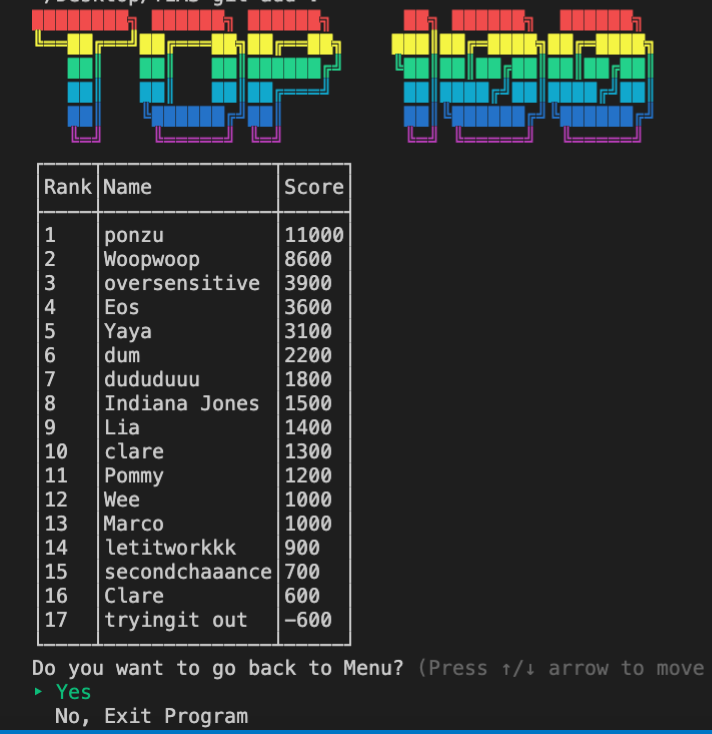 TOP 100
Rank Name Score
1 ponzu 11000
2 Woopwoop 8600
3 oversensitive 3900
4 Eos 3600
5 Yaya 3100
6 dum 2200
7 dududuuu 1800
8 Indiana Jones 1500
9 Lia 1400
10 clare 1300
11 Pommy 1200
12 Wee 1000
13 Marco 1000
14 letitworkkk 900
15 secondchaaance 700
16 Clare 600
17 tryingit out -600
Do you want to go back to Menu? (Press ↑/↓ arrow to move
‣ Yes
No, Exit Program